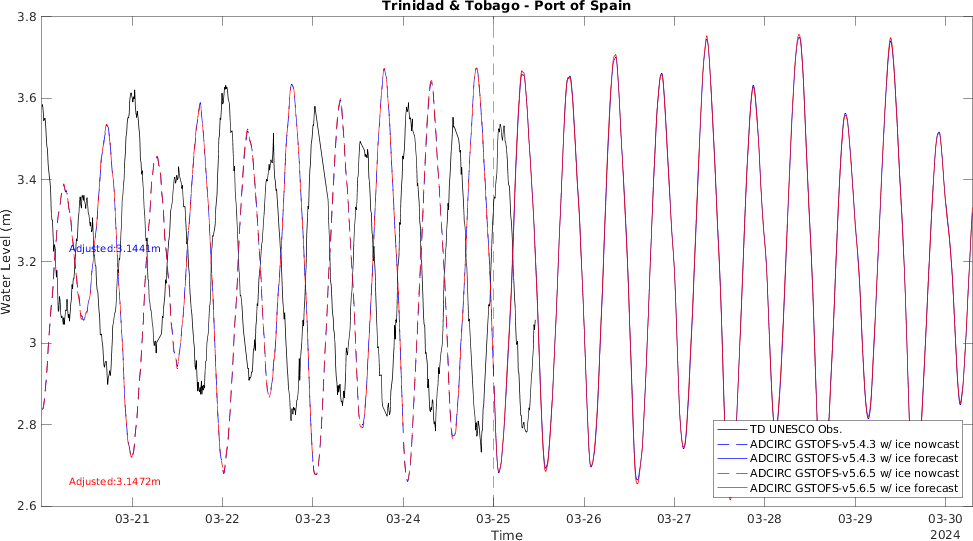 Trinidad & Tobago - Port of Spain
Water Level (m)
3.8
3.6
3.4
3.2
3
2.8
2.6
Adjusted:3.1441m
Adjusted:3.1472m
TD UNESCO Obs.
ADCIRC GSTOFS-v5.4.3 w/ ice nowcast
ADCIRC GSTOFS-v5.4.3 w/ ice forecast
ADCIRC GSTOFS-v5.6.5 w/ ice nowcast
ADCIRC GSTOFS-v5.6.5 w/ ice forecast
03-21 03-22 03-23 03-24 03-25 03-26 03-27 03-28 03-29 03-30
2024
Time